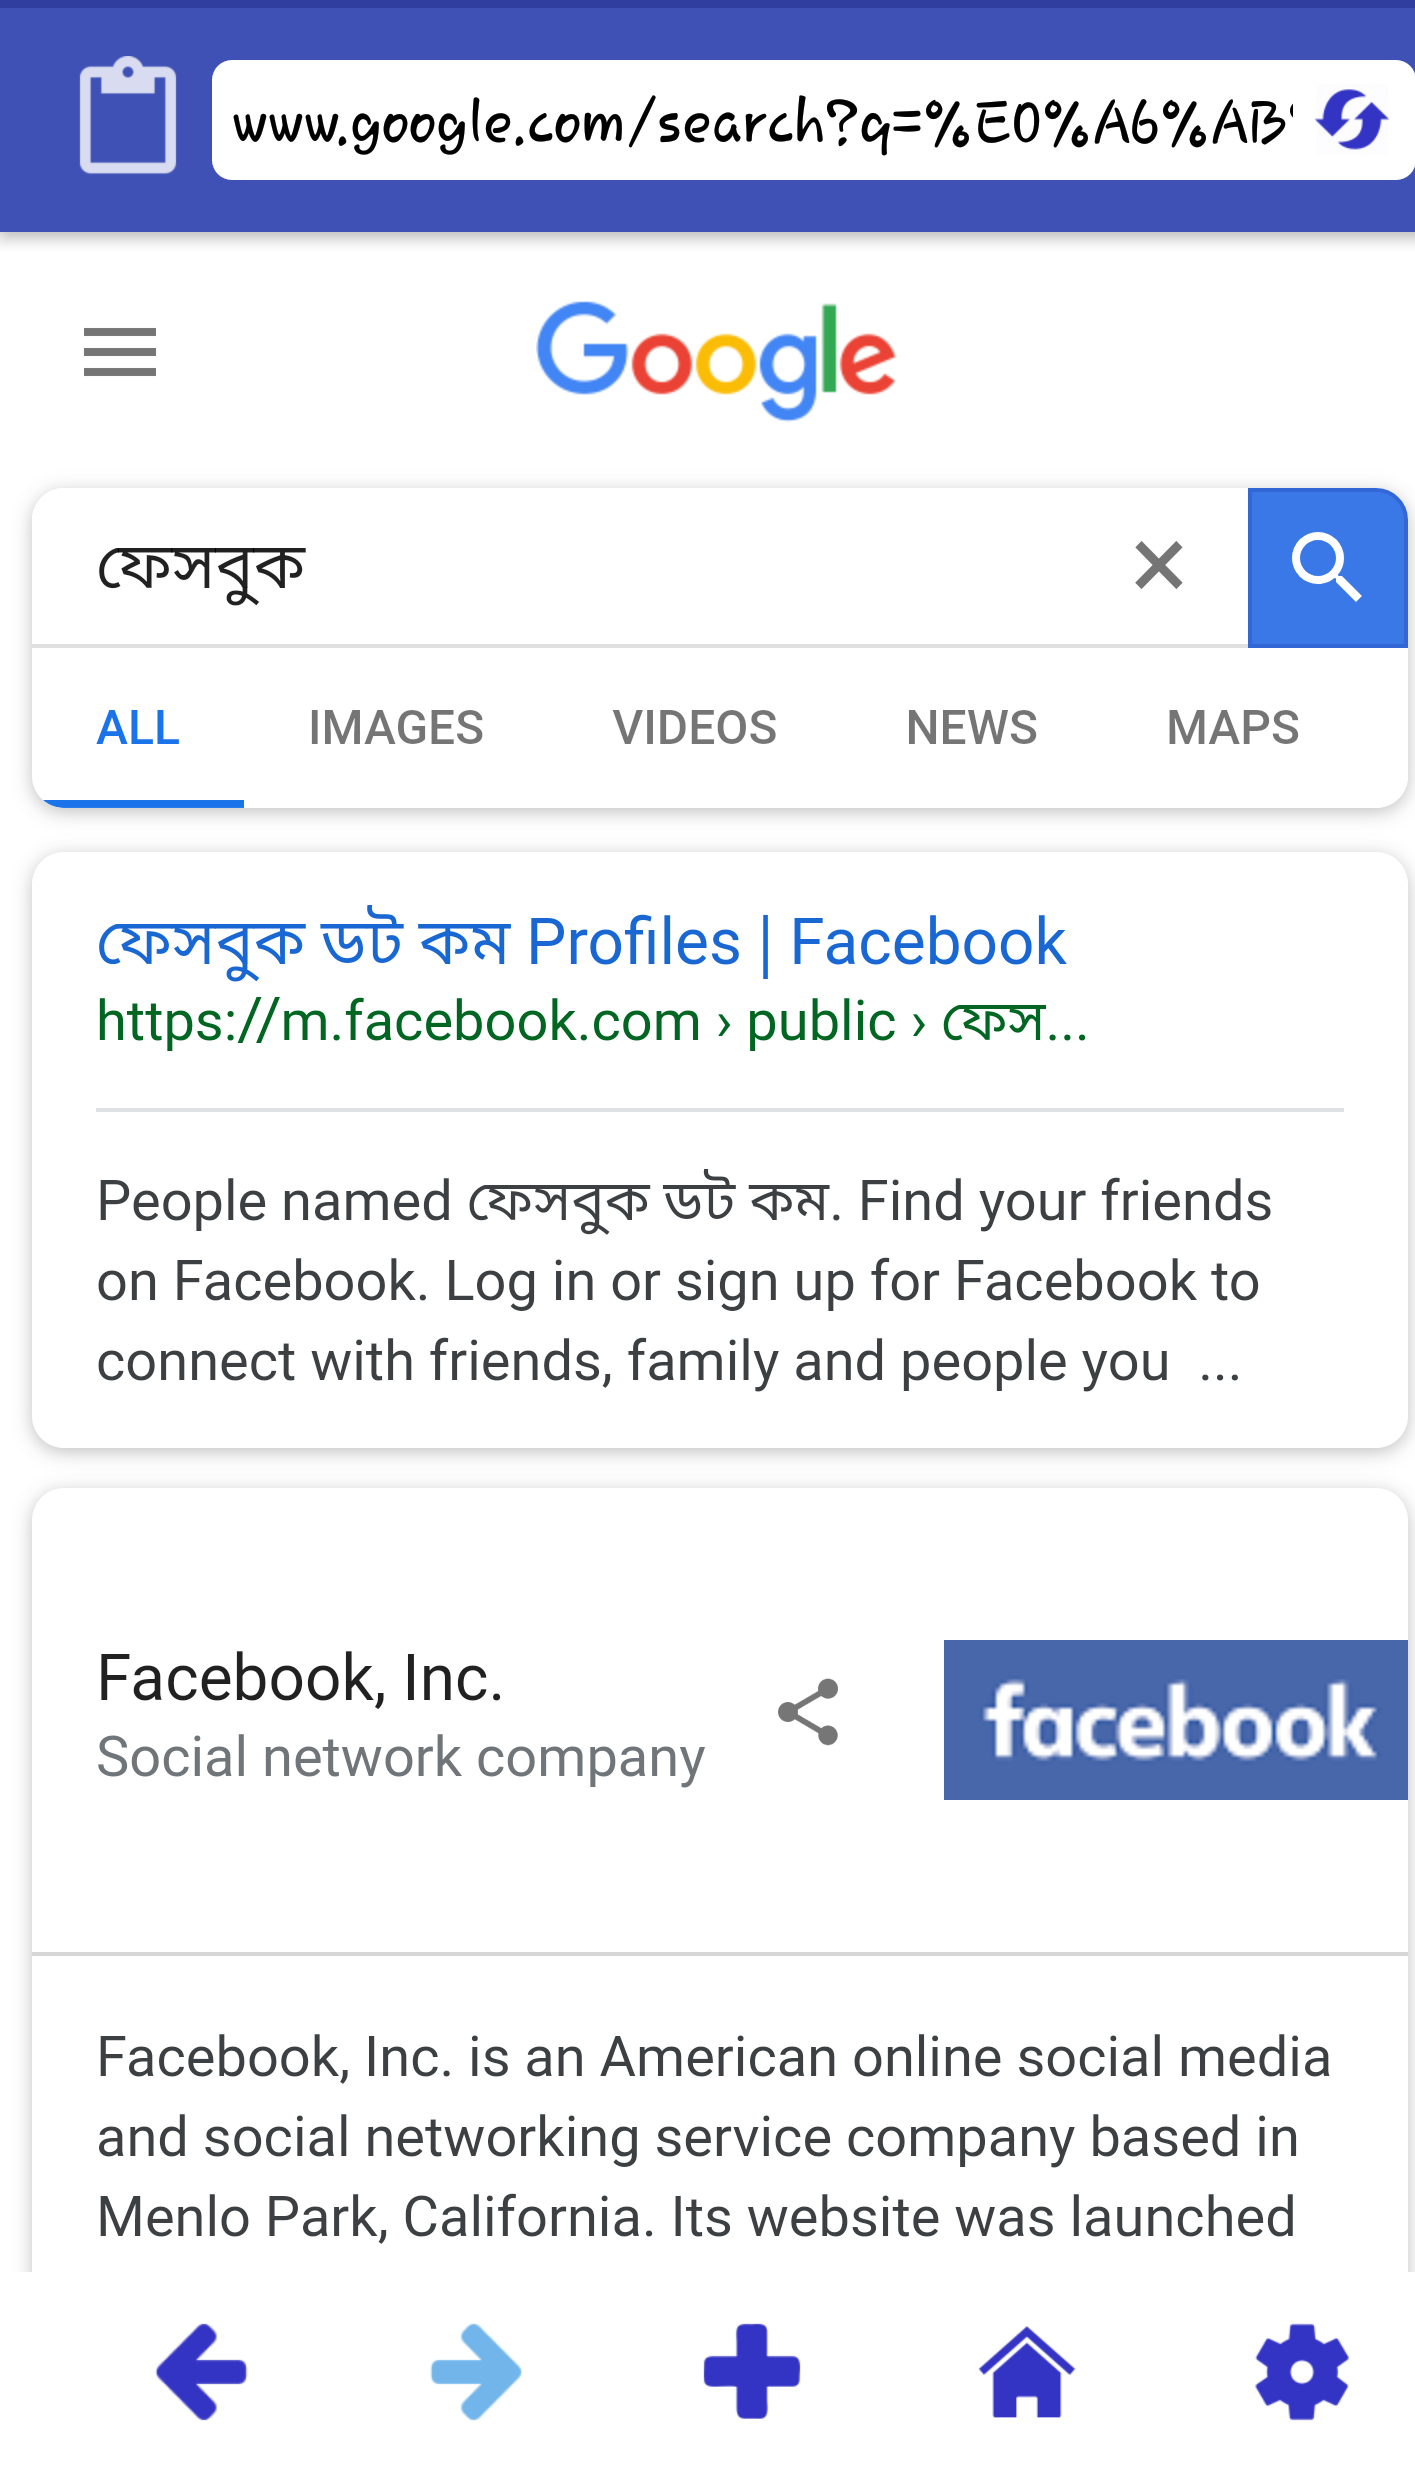 www.google.com/search?q=%E0%A6%AB
Google
ফেসবুক
ALL IMAGES VIDEOS NEWS MAPS
ফেসবুক ডট কম Profiles | Facebook
https://m.facebook.com › public › ফেস...
People named ফেসবুক ডট কম. Find your friends
on Facebook. Log in or sign up for Facebook to
connect with friends, family and people you ...
Facebook, Inc.
Social network company
facebook
Facebook, Inc. is an American online social media
and social networking service company based in
Menlo Park, California. Its website was launched